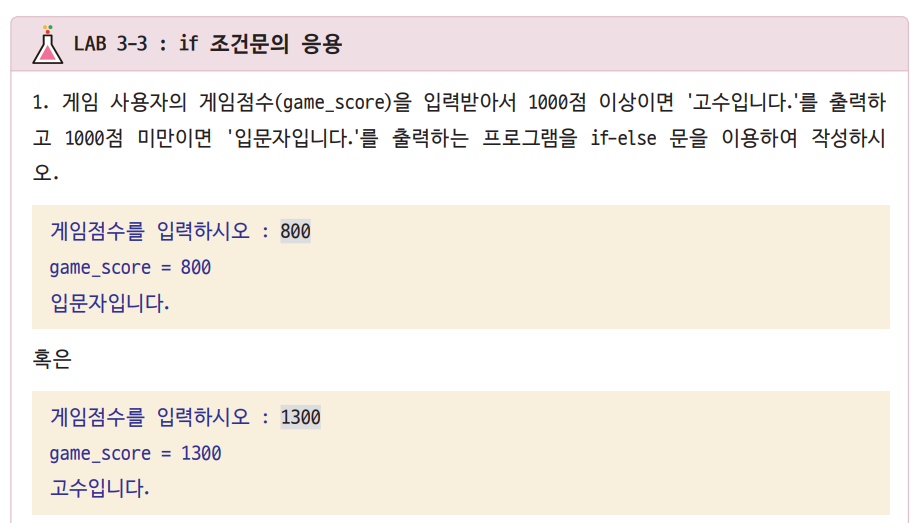 LAB 3-3 : if 조건문의 응용
1. 게임 사용자의 게임점수(game_score)을 입력받아서 1000점 이상이면 '고수입니다.'를 출력하
고 1000점 미만이면 '입문자입니다.'를 출력하는 프로그램을 if-else 문을 이용하여 작성하시
오.
게임점수를 입력하시오 : 800
game_score = 800
입문자입니다.
혹은
게임점수를 입력하시오 : 1300
game_score = 1300
고수입니다.